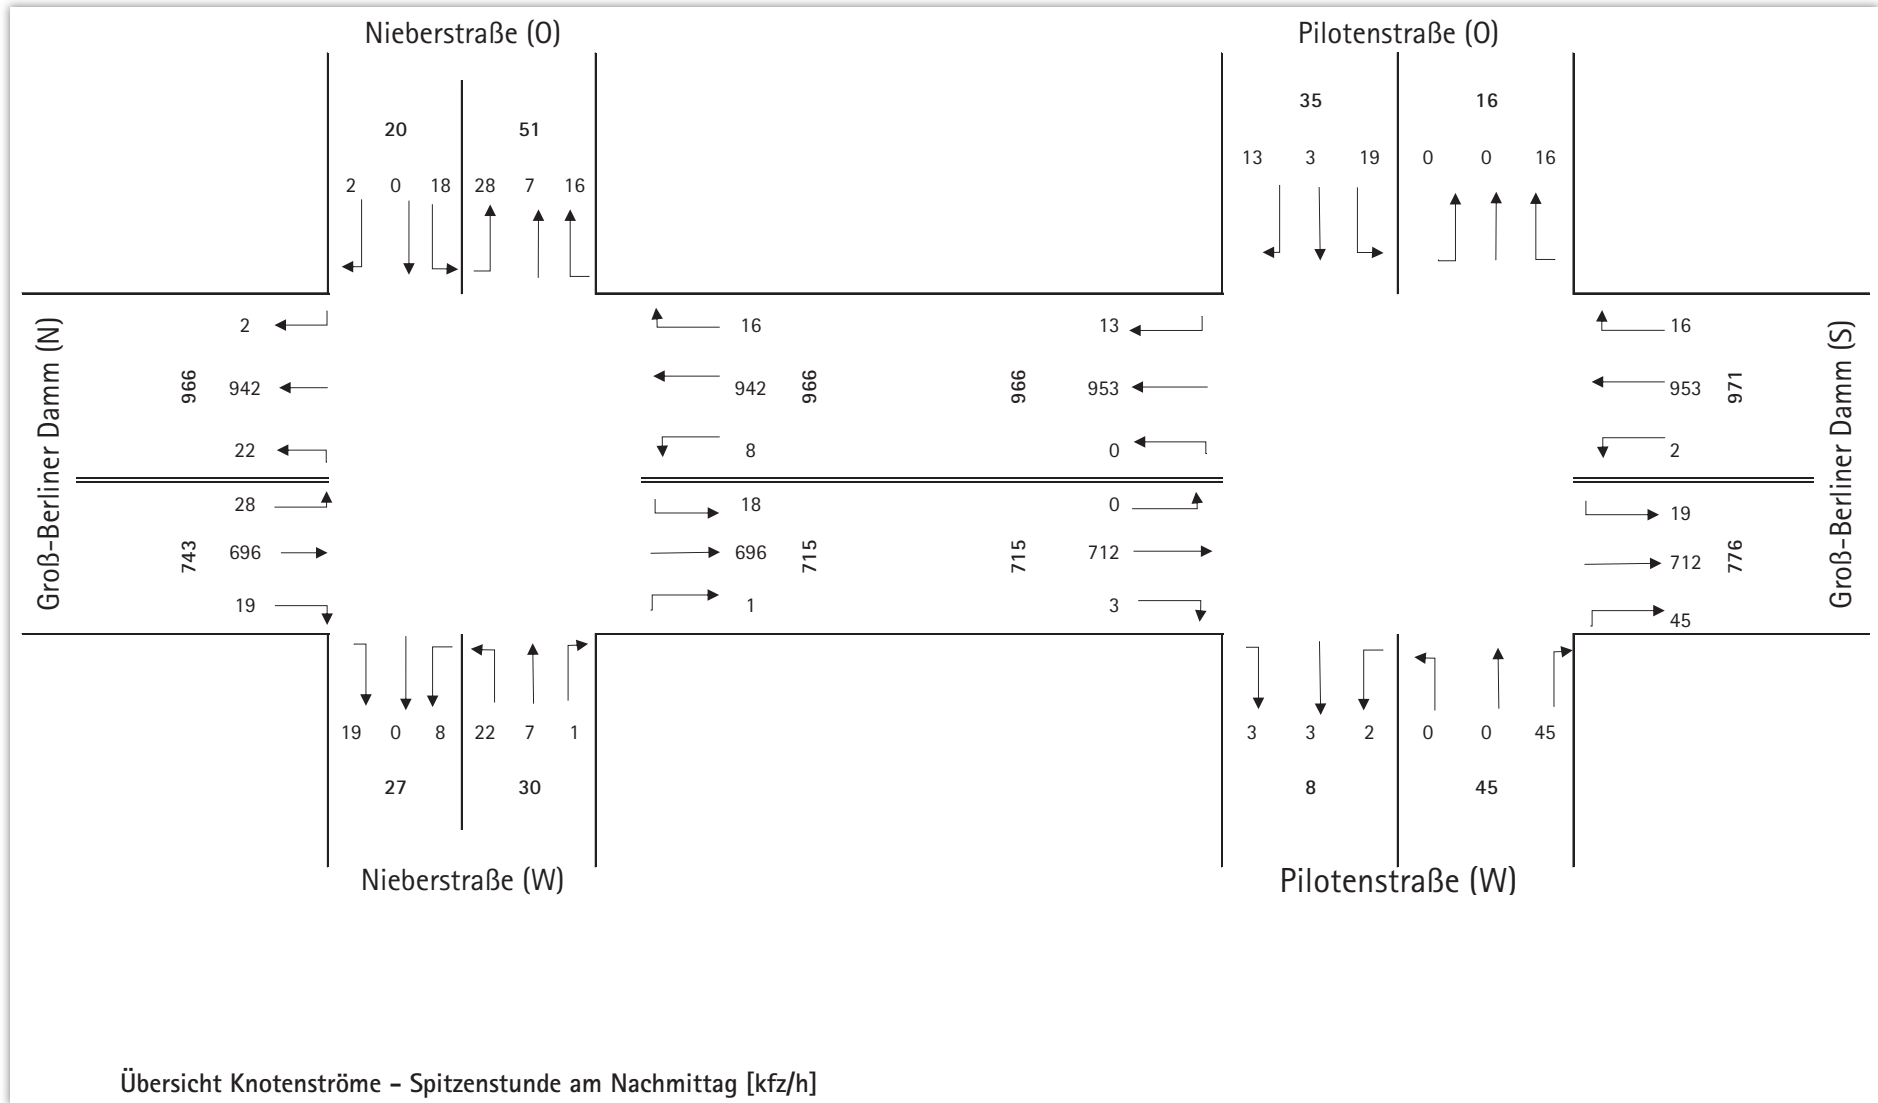 Nieberstraße (O)
Pilotenstraße (O)
35 16
20 51
13 3 19 0 0 16
2 0 18 28 7 16
Groß-Berliner Damm (N)
Groß-Berliner Damm (S)
2 16 13 16
966 942 942 966 966 953 953 971
22 8 0 2
28 18 0 19
743 696 696 715 715 712 712 776
19 1 3 45
19 0 8 22 7 1 3 3 2 0 0 45
27 30 8 45
Nieberstraße (W)
Pilotenstraße (W)
Übersicht Knotenströme – Spitzenstunde am Nachmittag [kfz/h]